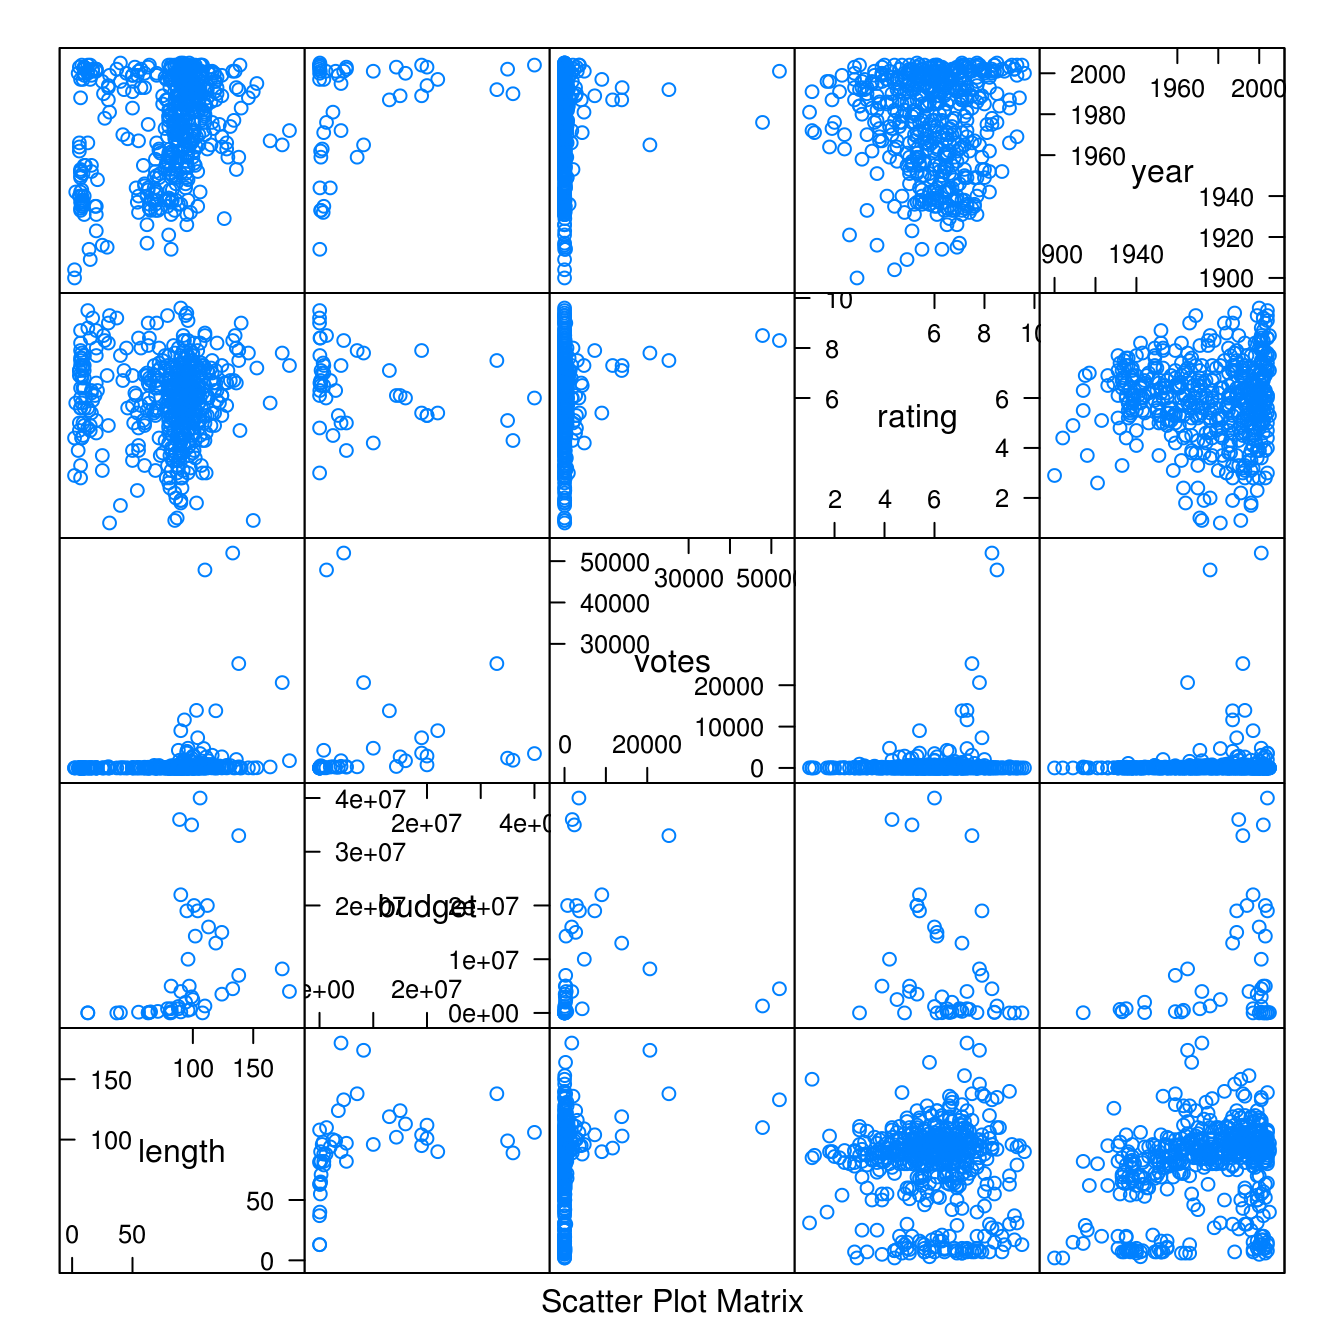 2000
1960 2000
1980
1960
year
1940
1920
900 1940
1900
10
6 8 10
8
6
6
rating
4
2 4 6
2
50000
30000 5000
40000
30000
votes
20000
10000
0 20000
0
4e+07
2e+07 4e+0
3e+07
2e+07
budget
2e+07
1e+07
e+00 2e+07
0e+00
100 150
150
100
length
50
0 50
0
Scatter Plot Matrix